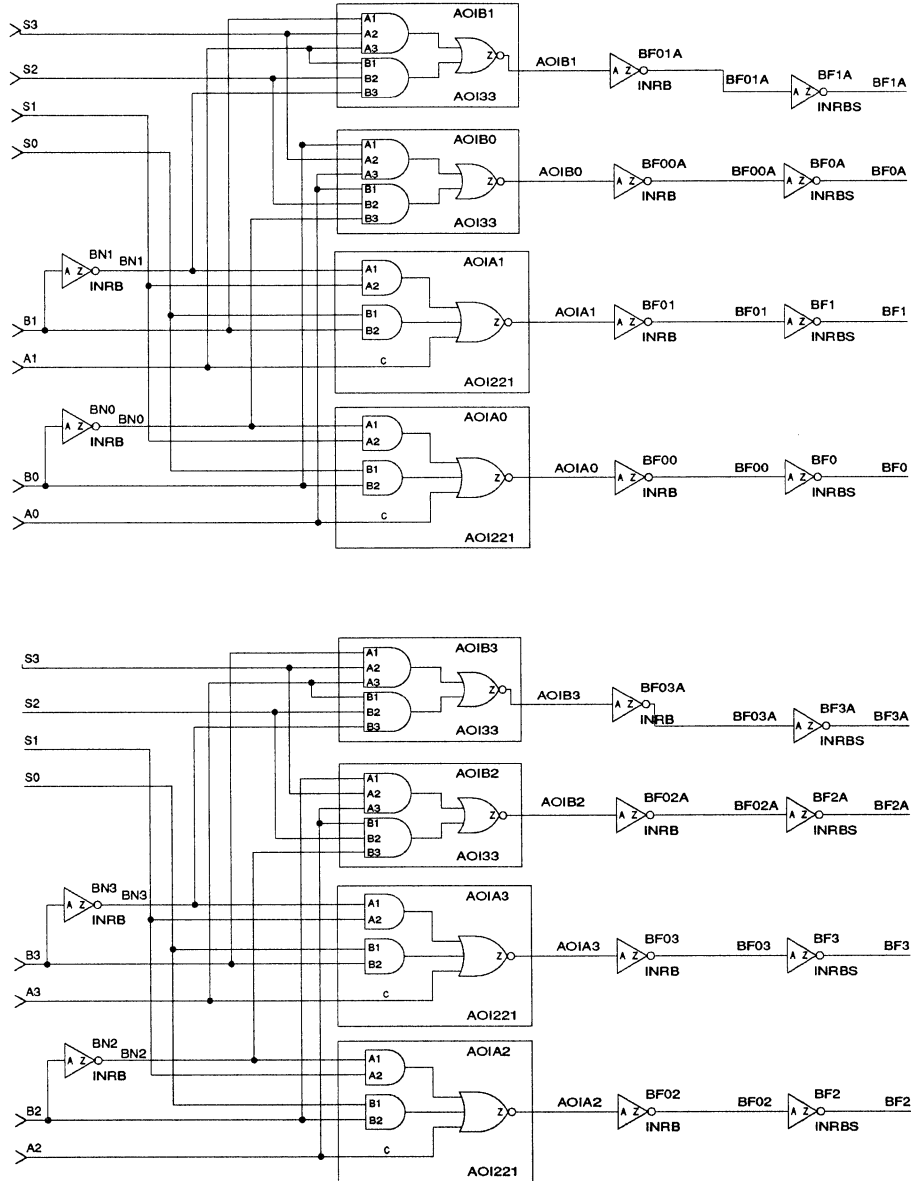 S3
A1
A2
A3
B1
B2
B3
AOIB1
Z
AOI33
AOIB1
A Z
BF01A
INRB
BF01A
A Z
BF1A
INRBS
BF1A
S2
S1
S0
A1
A2
A3
B1
B2
B3
AOIB0
Z
AOI33
AOIB0
A Z
BF00A
INRB
BF00A
A Z
BF0A
INRBS
BF0A
A Z
BN1
INRB
BN1
B1
A1
A1
A2
B1
B2
C
AOIA1
Z
AOI221
AOIA1
A Z
BF01
INRB
BF01
A Z
BF1
INRBS
BF1
A Z
BN0
INRB
BN0
B0
A0
A1
A2
B1
B2
C
AOIA0
Z
AOI221
AOIA0
A Z
BF00
INRB
BF00
A Z
BF0
INRBS
BF0
S3
A1
A2
A3
B1
B2
B3
AOIB3
Z
AOI33
AOIB3
A Z
BF03A
INRB
BF03A
A Z
BF3A
INRBS
BF3A
S2
S1
S0
A1
A2
A3
B1
B2
B3
AOIB2
Z
AOI33
AOIB2
A Z
BF02A
INRB
BF02A
A Z
BF2A
INRBS
BF2A
A Z
BN3
INRB
BN3
B3
A3
A1
A2
B1
B2
C
AOIA3
Z
AOI221
AOIA3
A Z
BF03
INRB
BF03
A Z
BF3
INRBS
BF3
A Z
BN2
INRB
BN2
B2
A2
A1
A2
B1
B2
C
AOIA2
Z
AOI221
AOIA2
A Z
BF02
INRB
BF02
A Z
BF2
INRBS
BF2